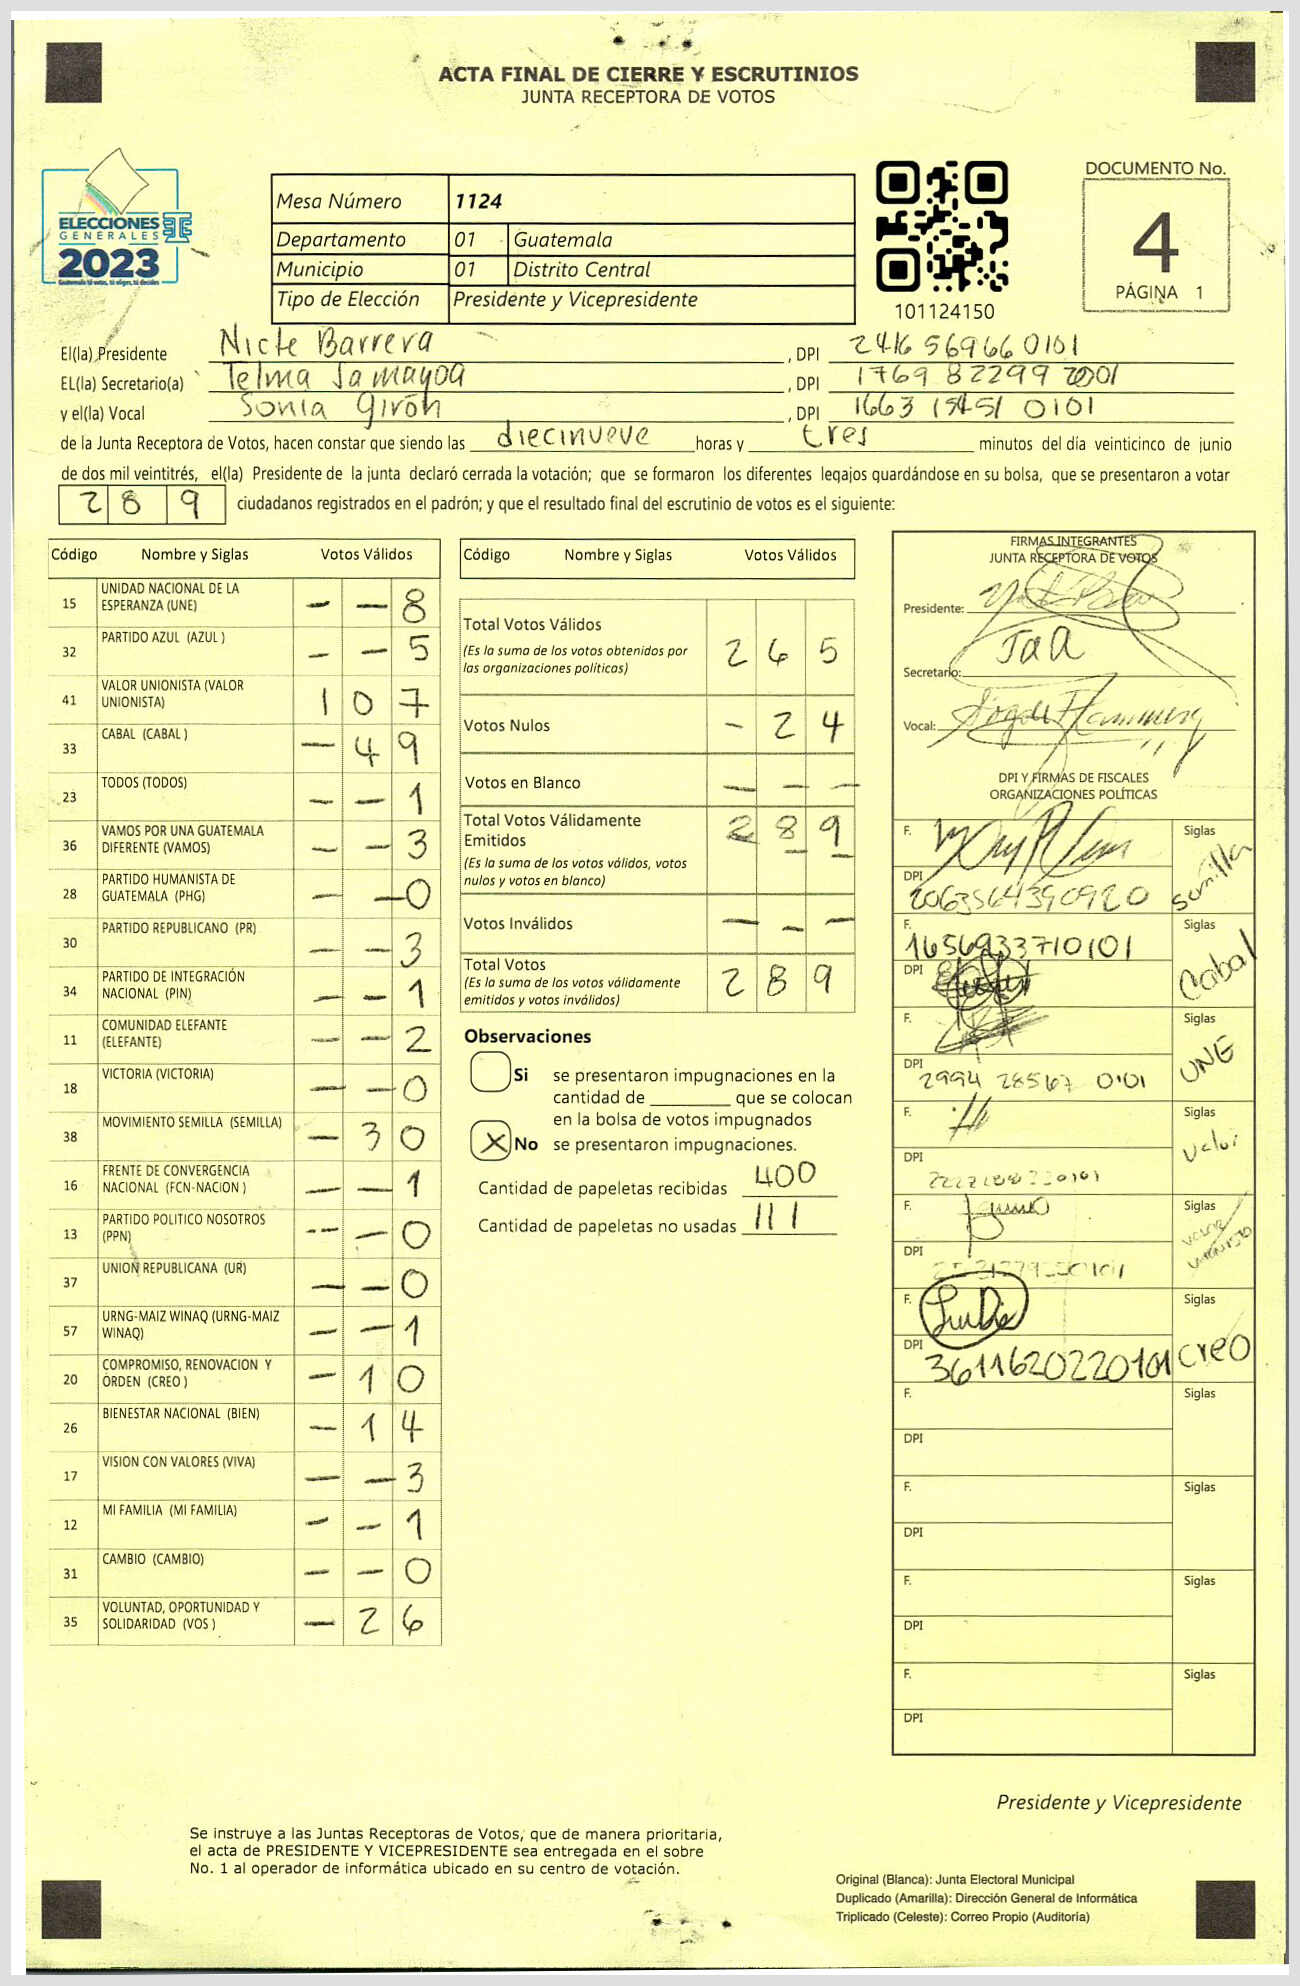 ACTA FINAL DE CIERRE Y ESCRUTINIOS
JUNTA RECEPTORA DE VOTOS
ELECCIONES
GENERALES
2023
Guatemala tú votas, tú eliges, tú decides
Mesa Número 1124
Departamento 01 Guatemala
Municipio 01 Distrito Central
Tipo de Elección Presidente y Vicepresidente
101124150
DOCUMENTO No.
4
PÁGINA 1
El(la) Presidente Nicte Barrera , DPI 2416 56966 0101
EL(la) Secretario(a) Telma Samayoa , DPI 1769 82299
y el(la) Vocal Sonia Girón , DPI 1663 15451 0101
de la Junta Receptora de Votos, hacen constar que siendo las diecinueve horas y tres minutos del día veinticinco de junio
de dos mil veintitrés, el(la) Presidente de la junta declaró cerrada la votación; que se formaron los diferentes legajos guardándose en su bolsa, que se presentaron a votar
2 8 9 ciudadanos registrados en el padrón; y que el resultado final del escrutinio de votos es el siguiente:
Código Nombre y Siglas Votos Válidos
15 UNIDAD NACIONAL DE LA
ESPERANZA (UNE) - - 8
32 PARTIDO AZUL (AZUL ) - - 5
41 VALOR UNIONISTA (VALOR
UNIONISTA) 1 0 7
33 CABAL (CABAL ) - 4 9
23 TODOS (TODOS) - - 1
36 VAMOS POR UNA GUATEMALA
DIFERENTE (VAMOS) - - 3
28 PARTIDO HUMANISTA DE
GUATEMALA (PHG) - - 0
30 PARTIDO REPUBLICANO (PR) - - 3
34 PARTIDO DE INTEGRACIÓN
NACIONAL (PIN) - - 1
11 COMUNIDAD ELEFANTE
(ELEFANTE) - - 2
18 VICTORIA (VICTORIA) - - 0
38 MOVIMIENTO SEMILLA (SEMILLA) - 3 0
16 FRENTE DE CONVERGENCIA
NACIONAL (FCN-NACION ) - - 1
13 PARTIDO POLITICO NOSOTROS
(PPN) - - 0
37 UNION REPUBLICANA (UR) - - 0
57 URNG-MAIZ WINAQ (URNG-MAIZ
WINAQ) - - 1
20 COMPROMISO, RENOVACION Y
ORDEN (CREO ) - 1 0
26 BIENESTAR NACIONAL (BIEN) - 1 4
17 VISION CON VALORES (VIVA) - - 3
12 MI FAMILIA (MI FAMILIA) - - 1
31 CAMBIO (CAMBIO) - - 0
35 VOLUNTAD, OPORTUNIDAD Y
SOLIDARIDAD (VOS ) - 2 6
Código Nombre y Siglas Votos Válidos
Total Votos Válidos
(Es la suma de los votos obtenidos por
las organizaciones políticas) 2 6 5
Votos Nulos - 2 4
Votos en Blanco - - -
Total Votos Válidamente
Emitidos
(Es la suma de los votos válidos, votos
nulos y votos en blanco) 2 8 9
Votos Inválidos - - -
Total Votos
(Es la suma de los votos válidamente
emitidos y votos inválidos) 2 8 9
Observaciones
Si se presentaron impugnaciones en la
cantidad de ________ que se colocan
en la bolsa de votos impugnados
X No se presentaron impugnaciones.
Cantidad de papeletas recibidas 400
Cantidad de papeletas no usadas 111
FIRMAS INTEGRANTES
JUNTA RECEPTORA DE VOTOS
Presidente:
Secretario:
Vocal:
DPI Y FIRMAS DE FISCALES
ORGANIZACIONES POLÍTICAS
F. Siglas
DPI 2063564390920 Semilla
F. 1656933710101 Siglas
DPI Cabal
F. Siglas
DPI 2994 28567 0101 UNE
F. Siglas
DPI Valor
F. Siglas
DPI Valor Unionista
F. Siglas
DPI 3611620220101 Creo
F. Siglas
DPI
F. Siglas
DPI
F. Siglas
DPI
F. Siglas
DPI
Presidente y Vicepresidente
Se instruye a las Juntas Receptoras de Votos, que de manera prioritaria,
el acta de PRESIDENTE Y VICEPRESIDENTE sea entregada en el sobre
No. 1 al operador de informática ubicado en su centro de votación.
Original (Blanca): Junta Electoral Municipal
Duplicado (Amarilla): Dirección General de Informática
Triplicado (Celeste): Correo Propio (Auditoría)